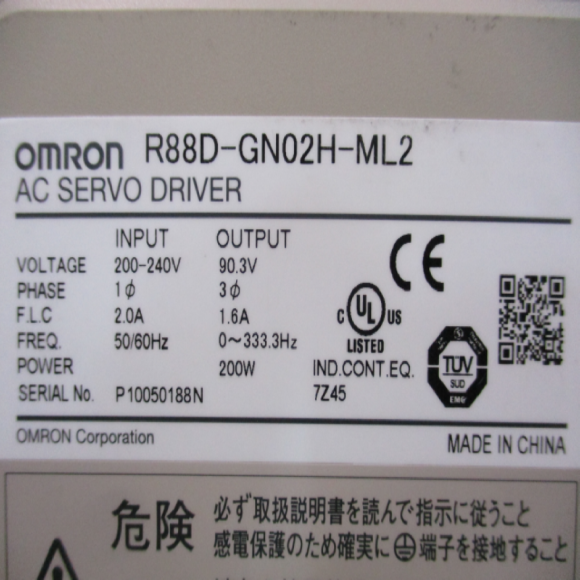 OMRON R88D-GN02H-ML2
AC SERVO DRIVER
INPUT OUTPUT
VOLTAGE 200-240V 90.3V
PHASE 1ϕ 3ϕ
F.L.C 2.0A 1.6A
FREQ. 50/60Hz 0～333.3Hz
POWER 200W
SERIAL No. P10050188N
C UL US
LISTED
IND.CONT.EQ.
7Z45
CE
TÜV
SÜD
OMRON Corporation MADE IN CHINA
危険 必ず取扱説明書を読んで指示に従うこと
感電保護のため確実に端子を接地すること